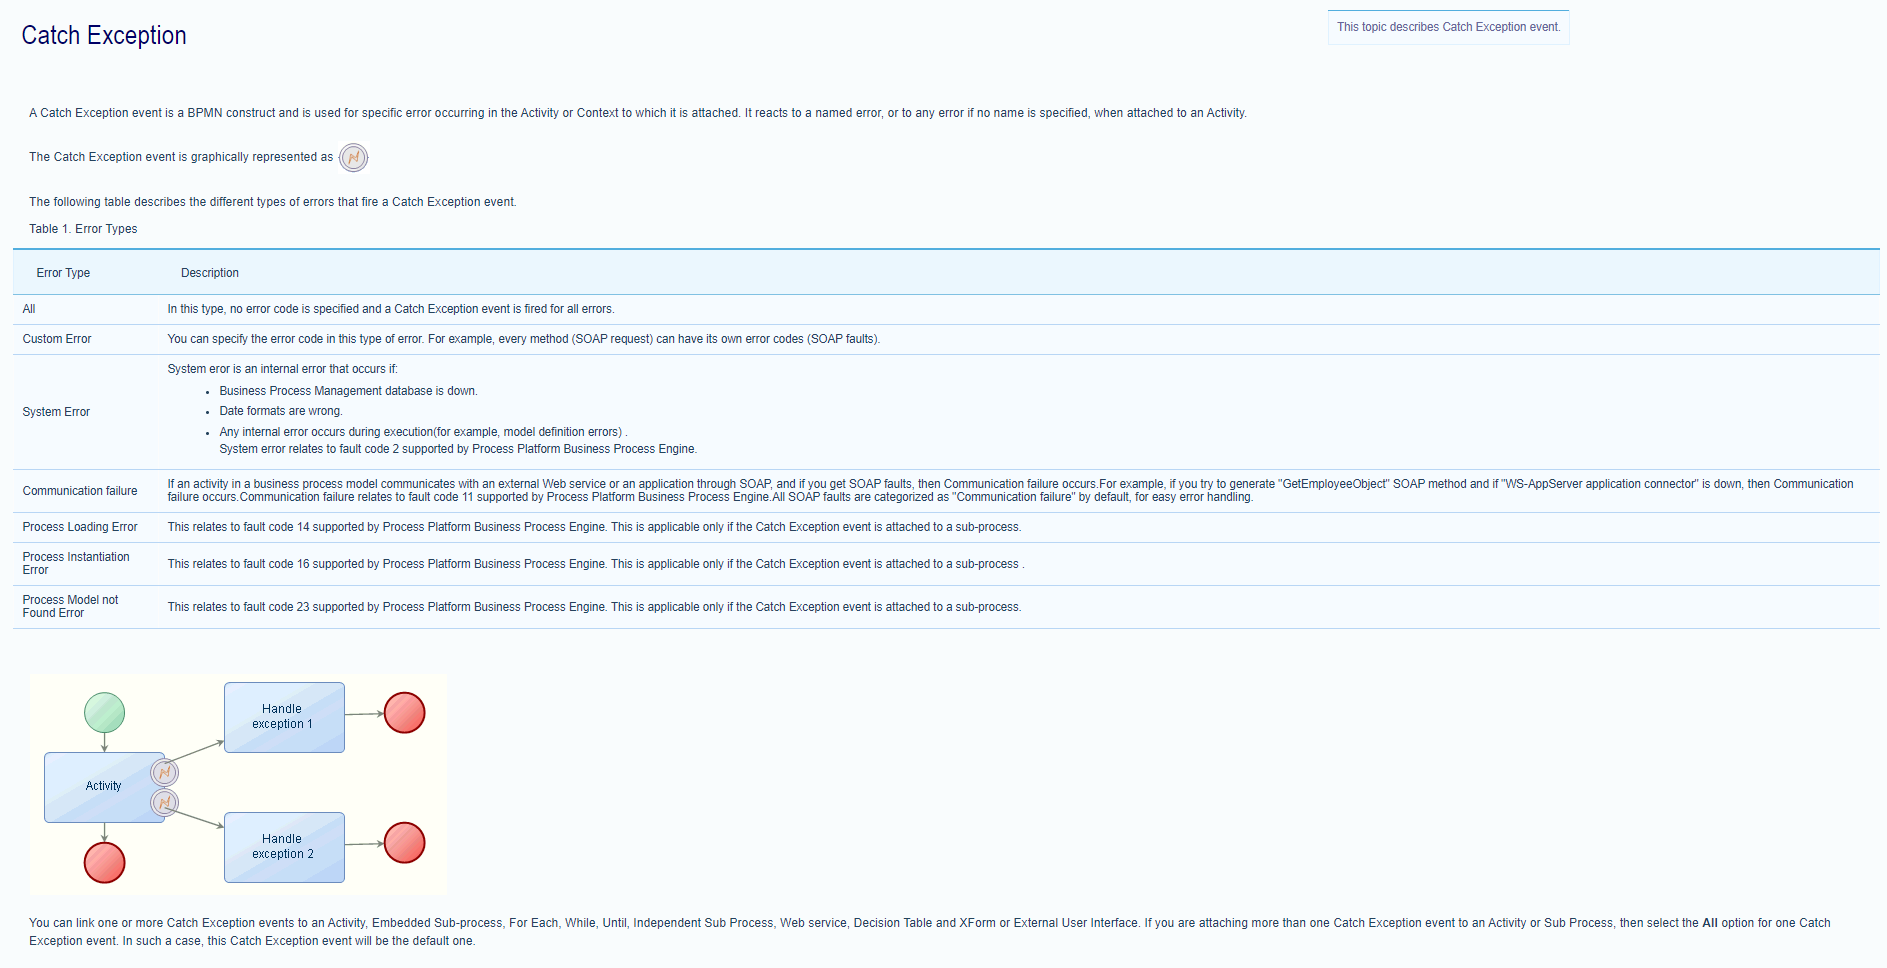 Catch Exception
This topic describes Catch Exception event.
A Catch Exception event is a BPMN construct and is used for specific error occurring in the Activity or Context to which it is attached. It reacts to a named error, or to any error if no name is specified, when attached to an Activity.
The Catch Exception event is graphically represented as
The following table describes the different types of errors that fire a Catch Exception event.
Table 1. Error Types
Error Type Description
All In this type, no error code is specified and a Catch Exception event is fired for all errors.
Custom Error You can specify the error code in this type of error. For example, every method (SOAP request) can have its own error codes (SOAP faults).
System Error
System eror is an internal error that occurs if:
• Business Process Management database is down.
• Date formats are wrong.
• Any internal error occurs during execution(for example, model definition errors) .
System error relates to fault code 2 supported by Process Platform Business Process Engine.
Communication failure
If an activity in a business process model communicates with an external Web service or an application through SOAP, and if you get SOAP faults, then Communication failure occurs.For example, if you try to generate "GetEmployeeObject" SOAP method and if "WS-AppServer application connector" is down, then Communication
failure occurs.Communication failure relates to fault code 11 supported by Process Platform Business Process Engine.All SOAP faults are categorized as "Communication failure" by default, for easy error handling.
Process Loading Error This relates to fault code 14 supported by Process Platform Business Process Engine. This is applicable only if the Catch Exception event is attached to a sub-process.
Process Instantiation
Error
This relates to fault code 16 supported by Process Platform Business Process Engine. This is applicable only if the Catch Exception event is attached to a sub-process .
Process Model not
Found Error
This relates to fault code 23 supported by Process Platform Business Process Engine. This is applicable only if the Catch Exception event is attached to a sub-process.
Handle
exception 1
Activity
Handle
exception 2
You can link one or more Catch Exception events to an Activity, Embedded Sub-process, For Each, While, Until, Independent Sub Process, Web service, Decision Table and XForm or External User Interface. If you are attaching more than one Catch Exception event to an Activity or Sub Process, then select the All option for one Catch
Exception event. In such a case, this Catch Exception event will be the default one.